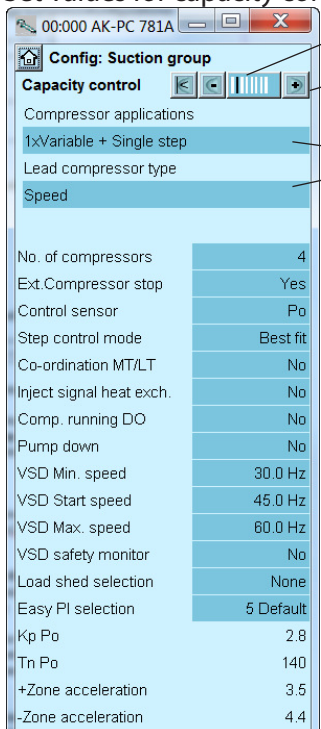 00:000 AK-PC 781A
Config: Suction group
Capacity control
Compressor applications
1xVariable + Single step
Lead compressor type
Speed
No. of compressors 4
Ext.Compressor stop Yes
Control sensor Po
Step control mode Best fit
Co-ordination MT/LT No
Inject signal heat exch. No
Comp. running DO No
Pump down No
VSD Min. speed 30.0 Hz
VSD Start speed 45.0 Hz
VSD Max. speed 60.0 Hz
VSD safety monitor No
Load shed selection None
Easy PI selection 5 Default
Kp Po 2.8
Tn Po 140
+Zone acceleration 3.5
-Zone acceleration 4.4